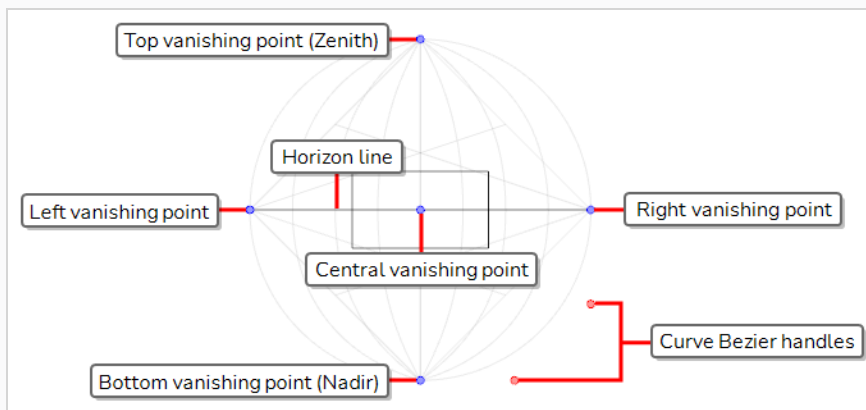 Top vanishing point (Zenith)
Horizon line
Left vanishing point
Right vanishing point
Central vanishing point
Curve Bezier handles
Bottom vanishing point (Nadir)